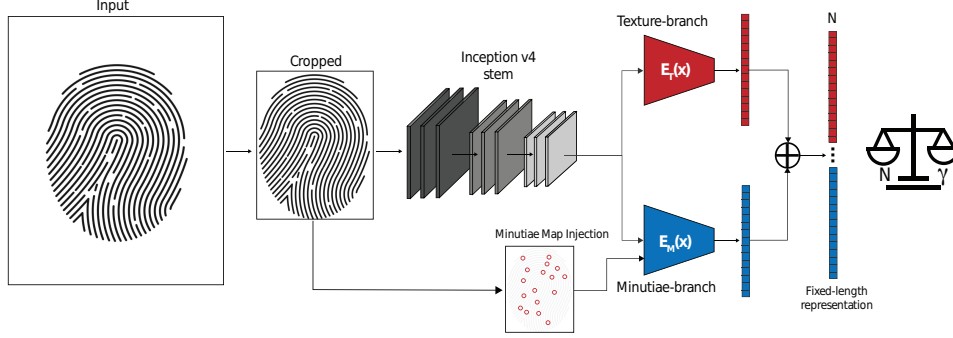 Input
Cropped
Inception v4
stem
Texture-branch
E_T(x)
N
N
γ
Minutiae Map Injection
E_M(x)
Minutiae-branch
Fixed-length
representation